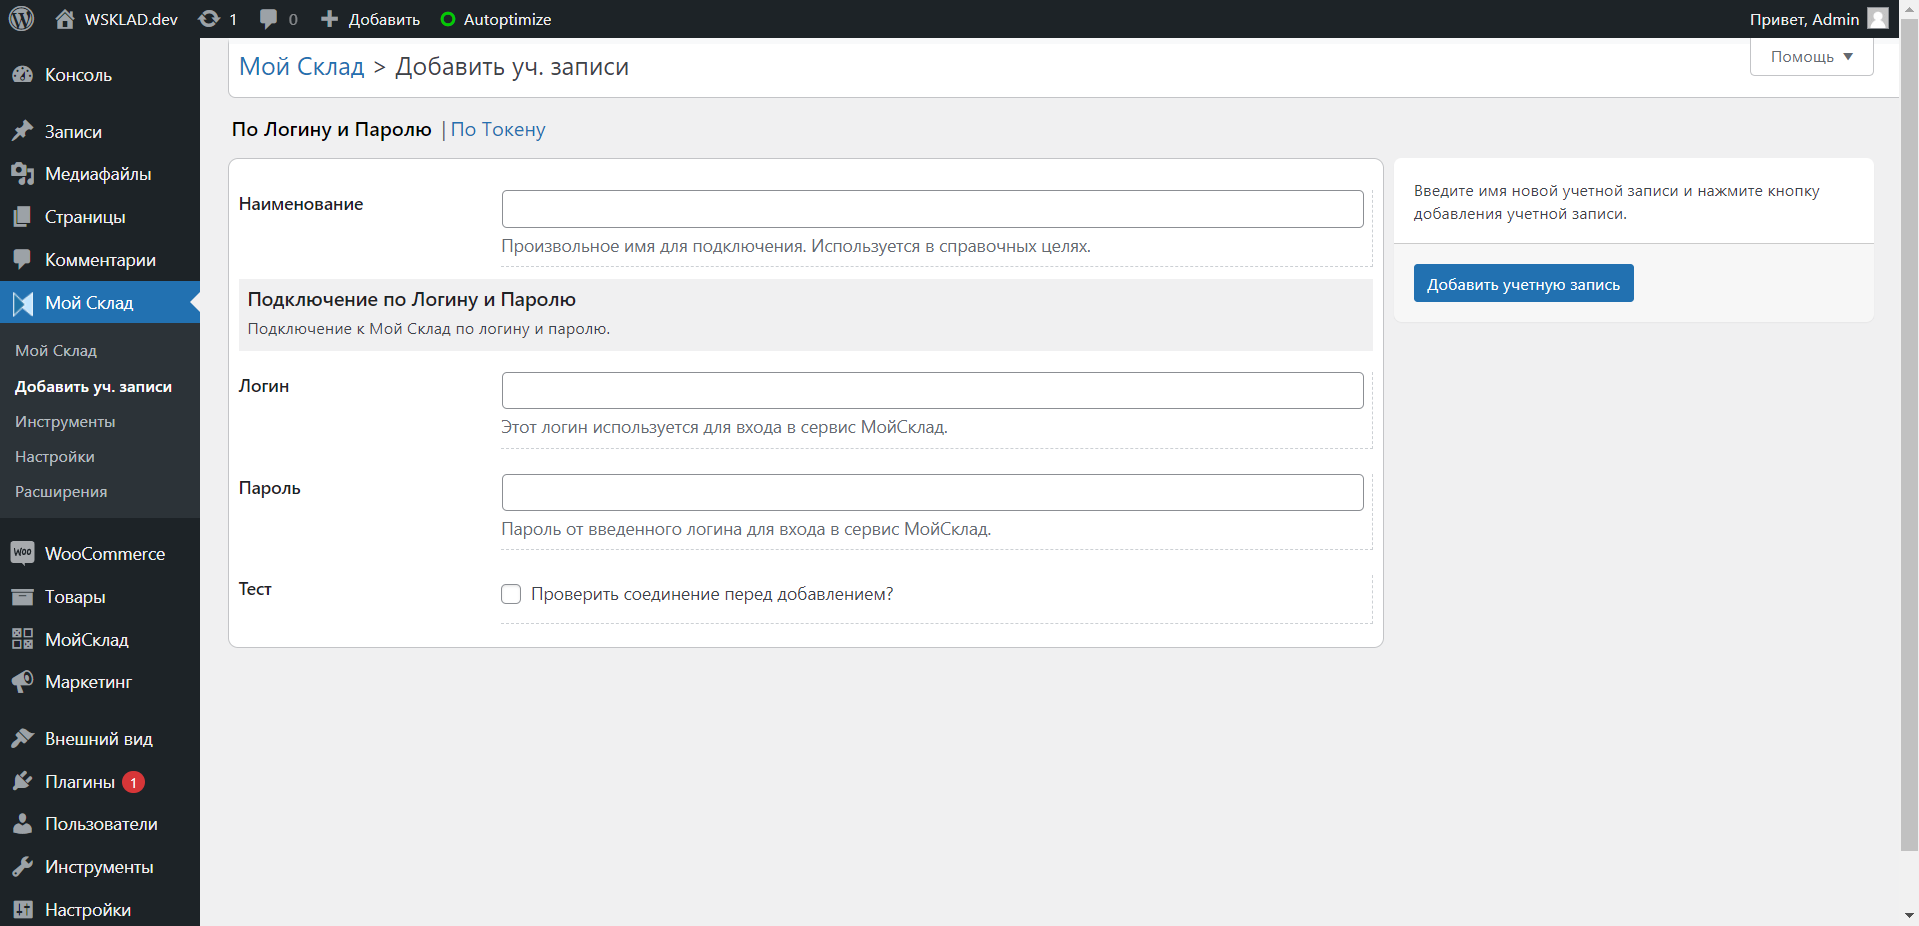 WSKLAD.dev 1 0 Добавить Autoptimize Привет, Admin
Помощь
Мой Склад > Добавить уч. записи
По Логину и Паролю | По Токену
Консоль
Записи
Медиафайлы
Страницы
Комментарии
Мой Склад
Мой Склад
Добавить уч. записи
Инструменты
Настройки
Расширения
Woo WooCommerce
Товары
МойСклад
Маркетинг
Внешний вид
Плагины 1
Пользователи
Инструменты
Настройки
Наименование
Произвольное имя для подключения. Используется в справочных целях.
Подключение по Логину и Паролю
Подключение к Мой Склад по логину и паролю.
Логин
Этот логин используется для входа в сервис МойСклад.
Пароль
Пароль от введенного логина для входа в сервис МойСклад.
Тест
Проверить соединение перед добавлением?
Введите имя новой учетной записи и нажмите кнопку
добавления учетной записи.
Добавить учетную запись